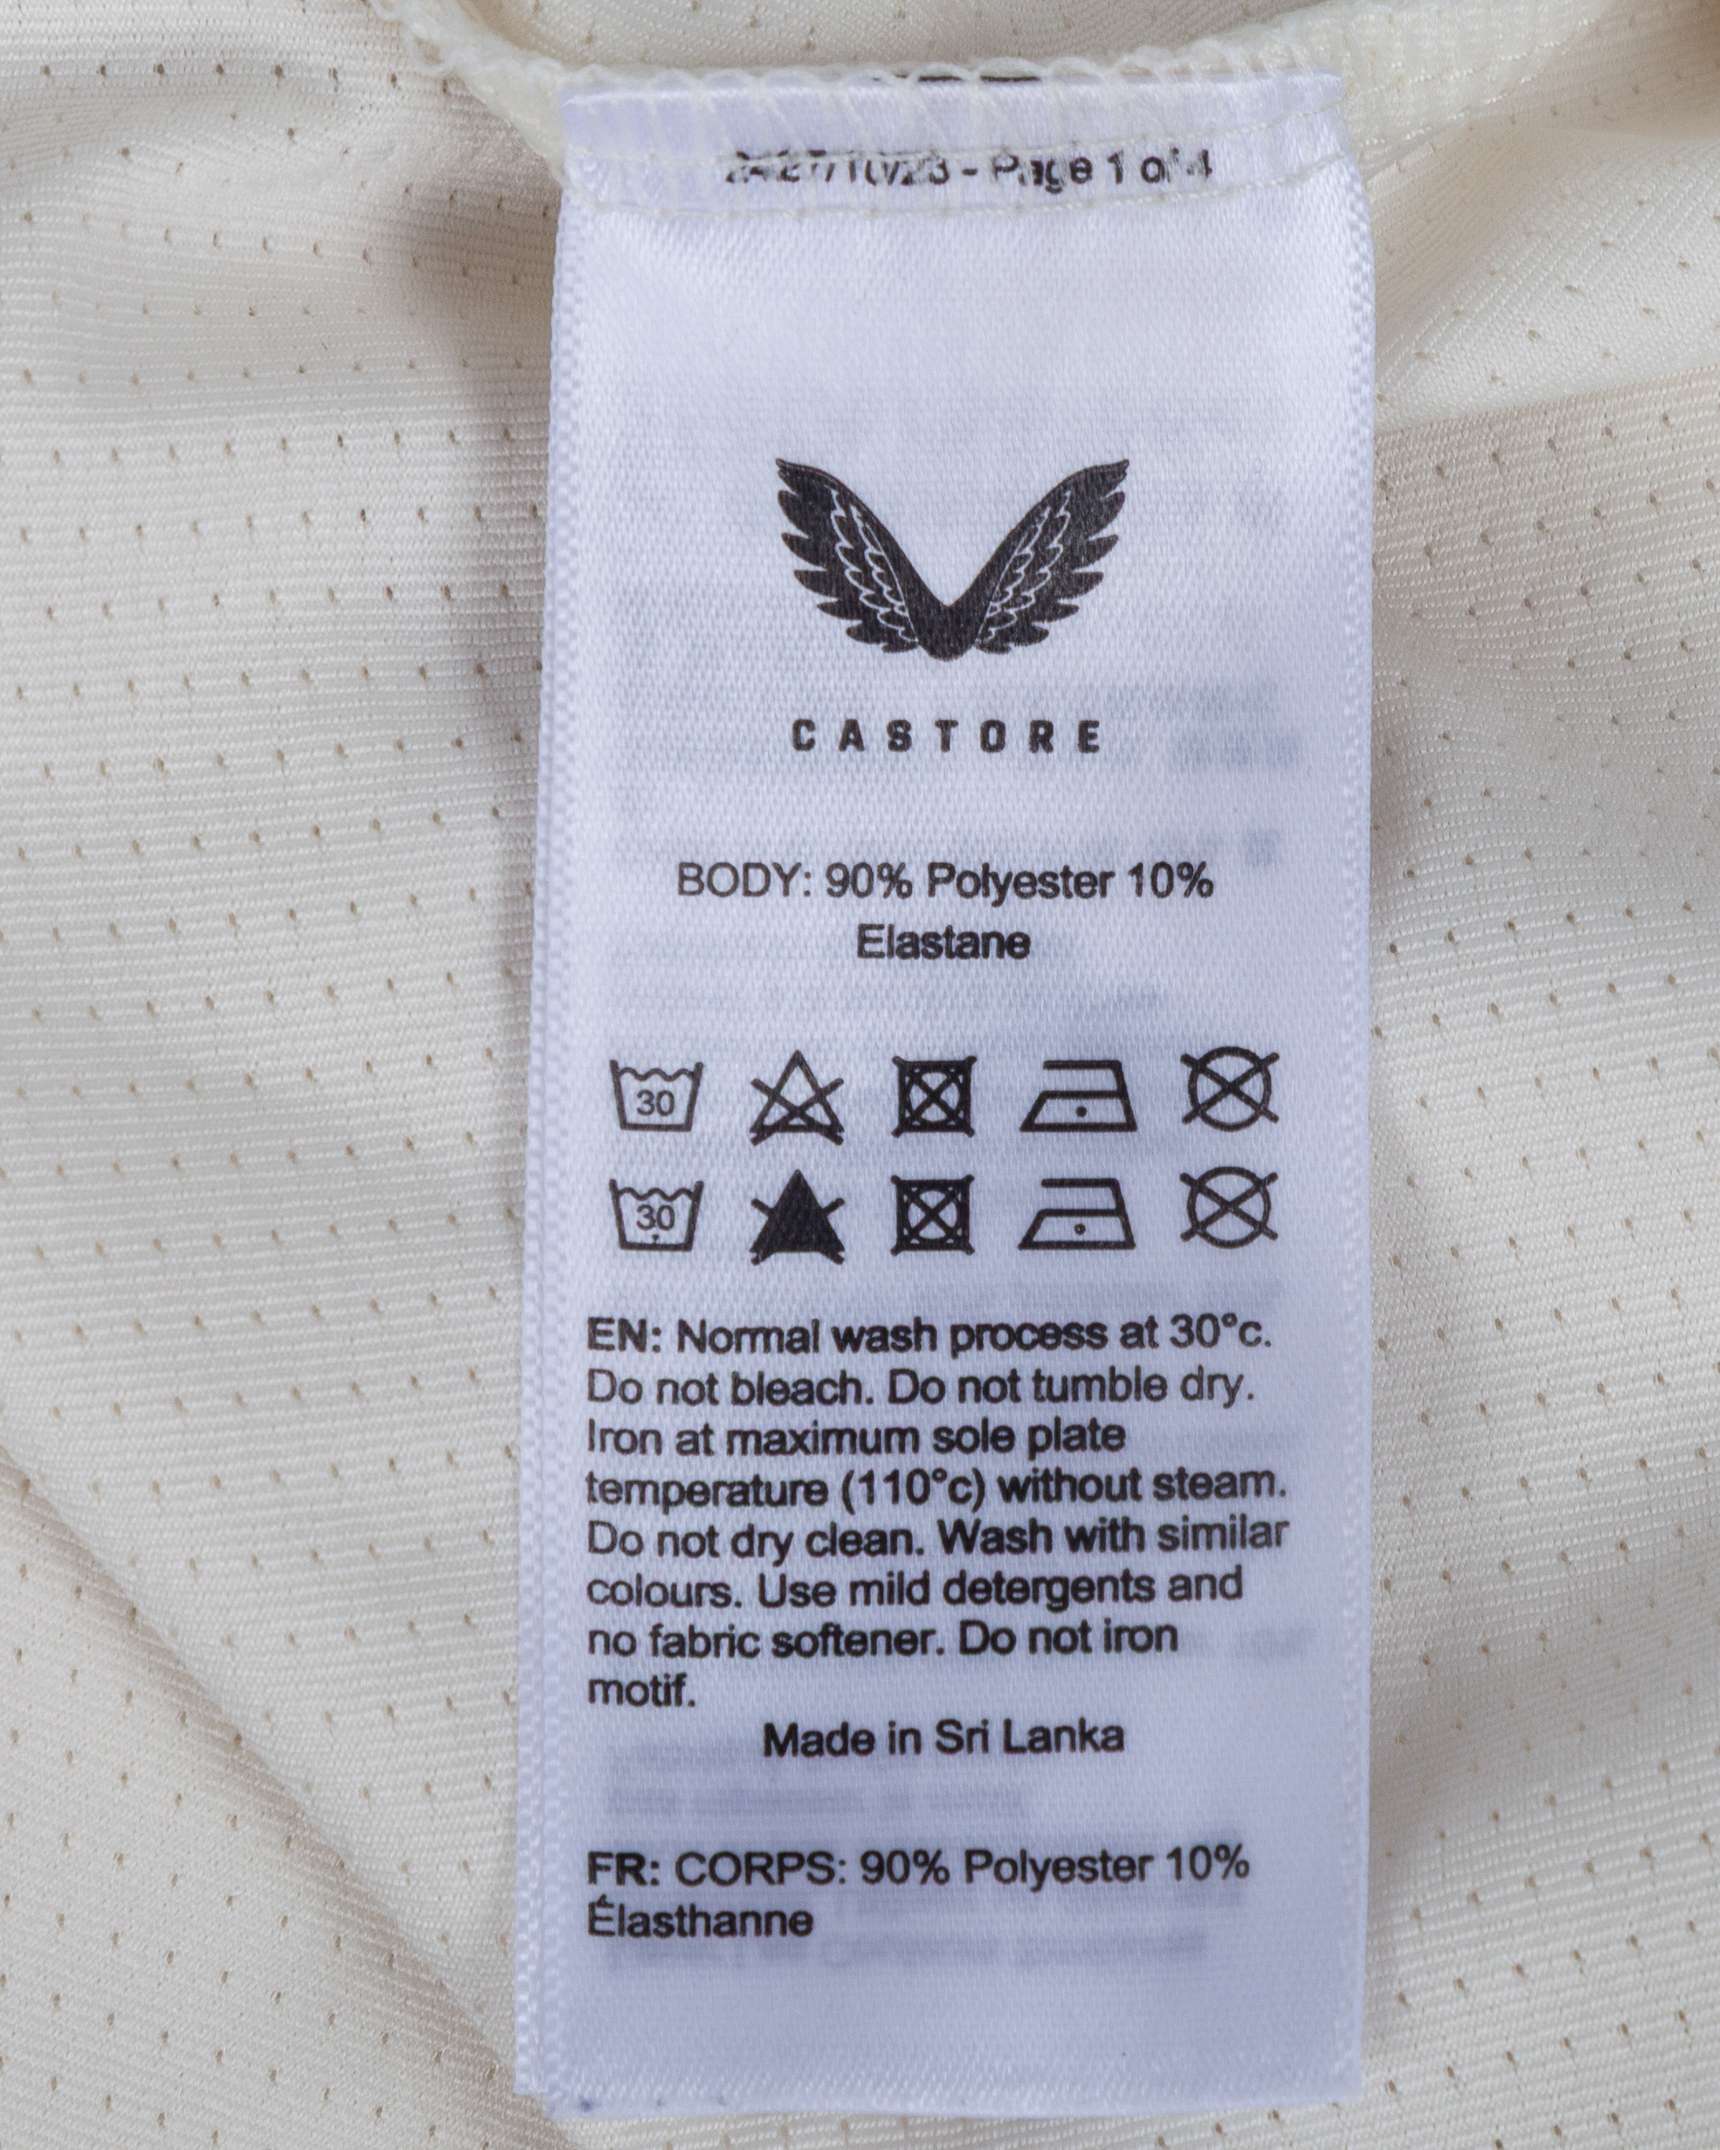 - Page 1 of 4
CASTORE
BODY: 90% Polyester 10%
Elastane
30
30
EN: Normal wash process at 30°c.
Do not bleach. Do not tumble dry.
Iron at maximum sole plate
temperature (110°c) without steam.
Do not dry clean. Wash with similar
colours. Use mild detergents and
no fabric softener. Do not iron
motif.
Made in Sri Lanka
FR: CORPS: 90% Polyester 10%
Élasthanne